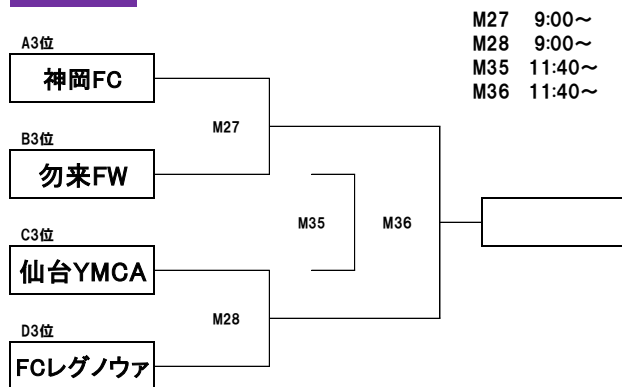 M27 9:00～
M28 9:00～
M35 11:40～
M36 11:40～
A3位
神岡FC
M27
B3位
勿来FW
M35
M36
C3位
仙台YMCA
M28
D3位
FCレグノウァ